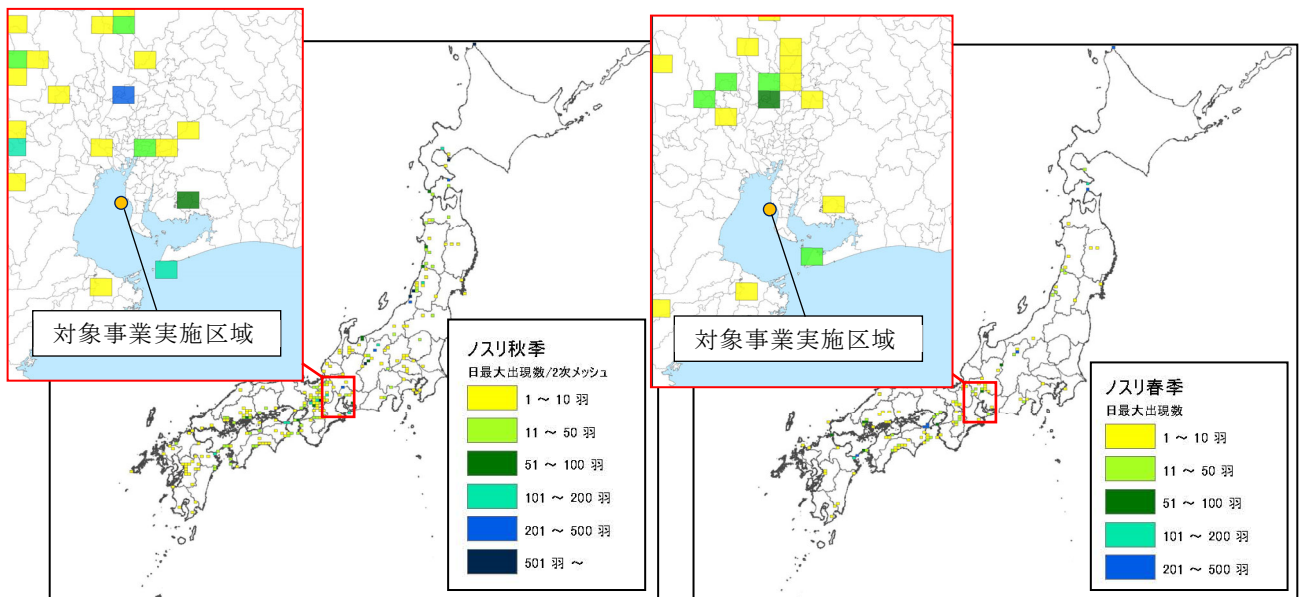 対象事業実施区域
ノスリ秋季
日最大出現数/2次メッシュ
1 ～ 10 羽
11 ～ 50 羽
51 ～ 100 羽
101 ～ 200 羽
201 ～ 500 羽
501 羽 ～
対象事業実施区域
ノスリ春季
日最大出現数
1 ～ 10 羽
11 ～ 50 羽
51 ～ 100 羽
101 ～ 200 羽
201 ～ 500 羽